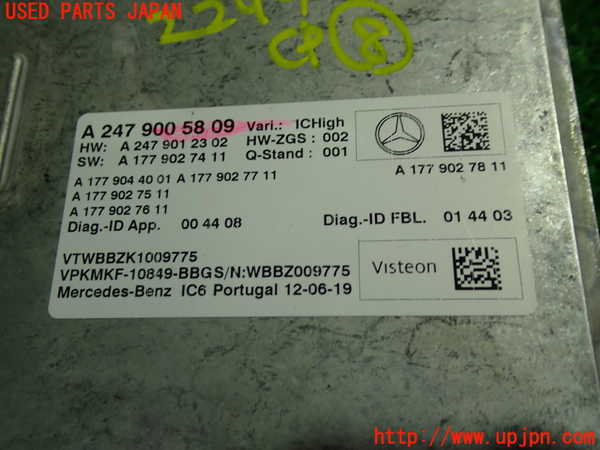 USED PARTS JAPAN
224
8
A 247 900 58 09 Vari.: ICHigh
HW: A 247 901 23 02 HW-ZGS : 002
SW: A 177 902 74 11 Q-Stand : 001
A 177 904 40 01 A 177 902 77 11
A 177 902 78 11
A 177 902 75 11
A 177 902 76 11
Diag.-ID App. 00 44 08 Diag.-ID FBL. 01 44 03
VTWBBZK1009775
VPKMKF-10849-BBGS/N:WBBZ009775
Visteon
Mercedes-Benz IC6 Portugal 12-06-19
UPJ http://www.upjpn.com/